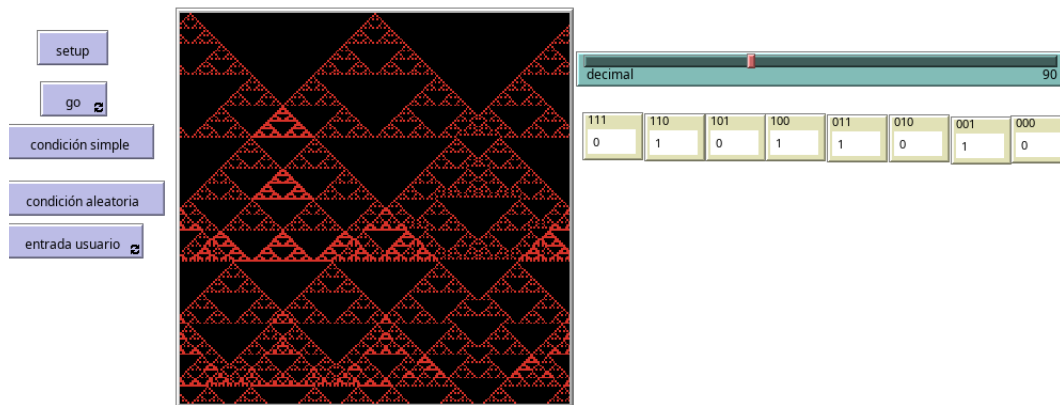 setup
go
condición simple
condición aleatoria
entrada usuario
decimal 90
111 110 101 100 011 010 001 000
0 1 0 1 1 0 1 0